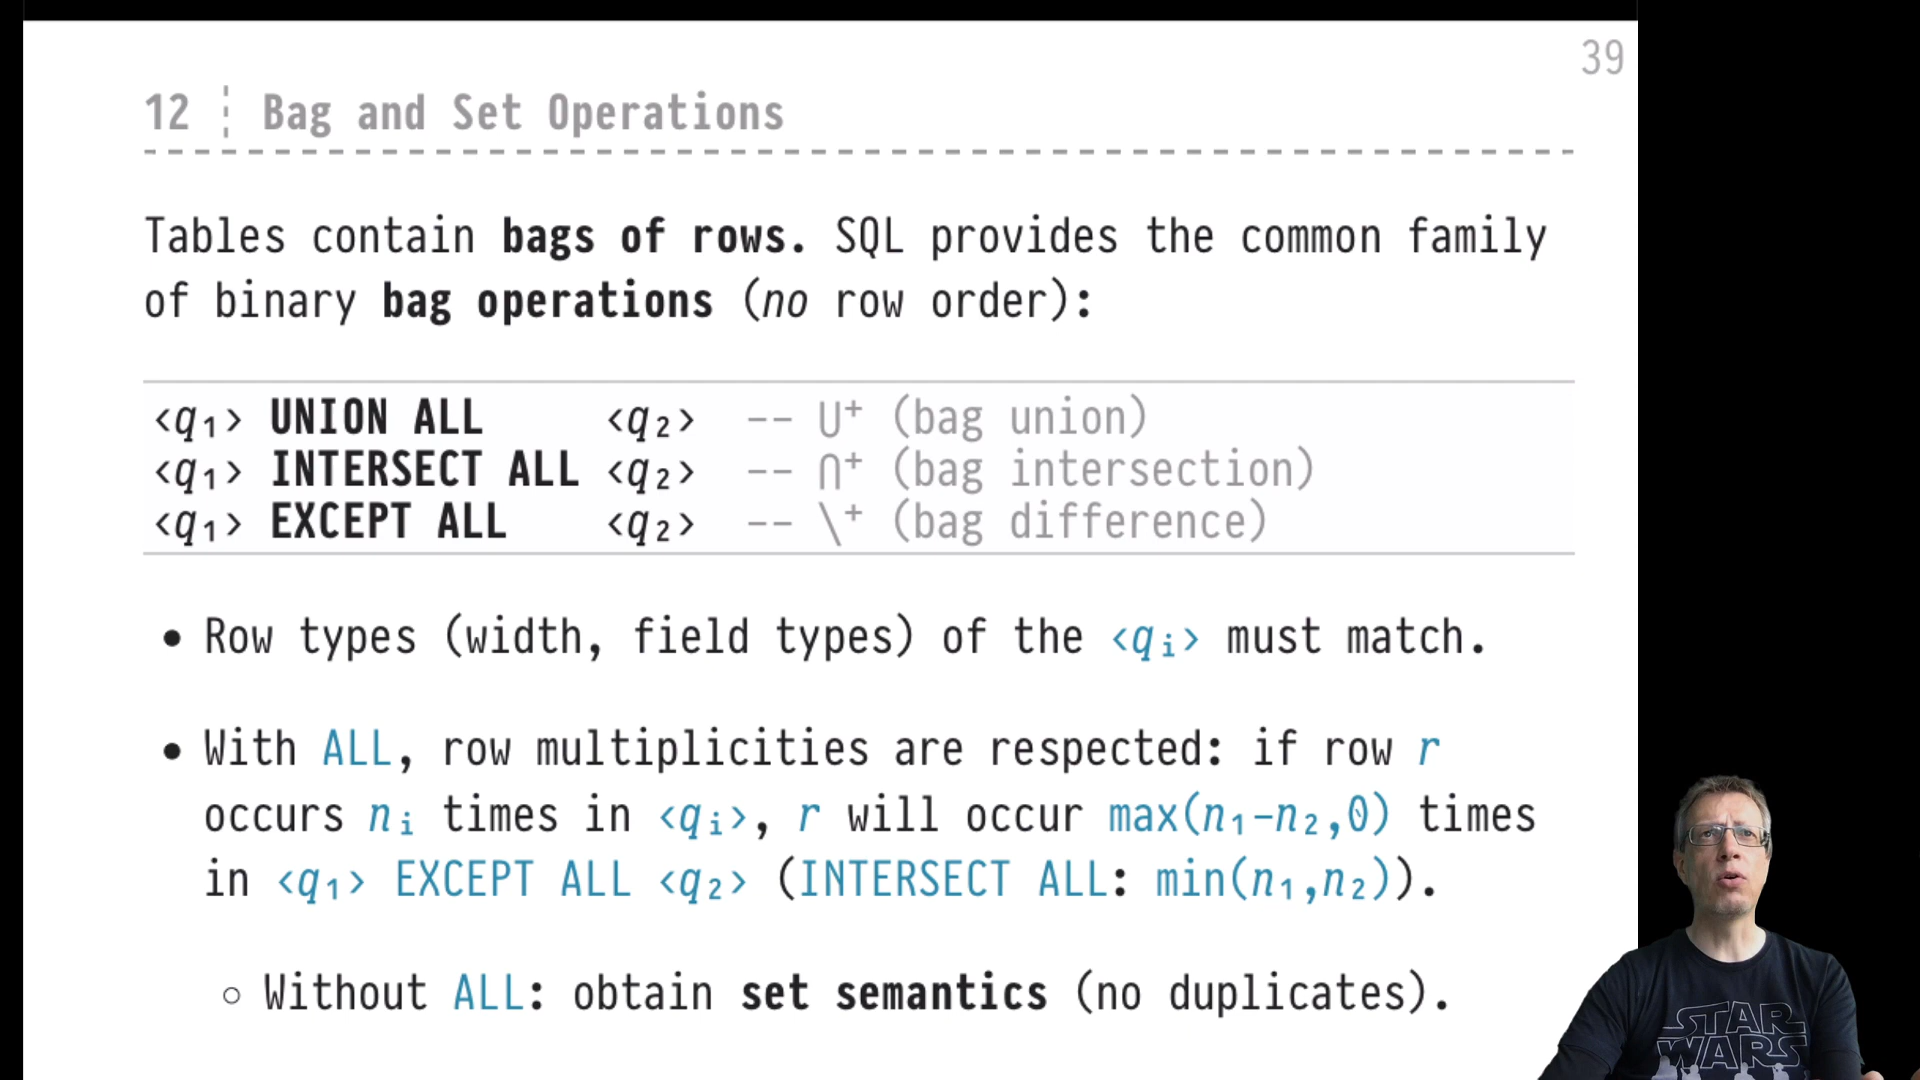 39
12 ┆ Bag and Set Operations
Tables contain bags of rows. SQL provides the common family
of binary bag operations (no row order):
<q₁> UNION ALL <q₂> -- ∪⁺ (bag union)
<q₁> INTERSECT ALL <q₂> -- ∩⁺ (bag intersection)
<q₁> EXCEPT ALL <q₂> -- \⁺ (bag difference)
• Row types (width, field types) of the <qᵢ> must match.
• With ALL, row multiplicities are respected: if row r
occurs nᵢ times in <qᵢ>, r will occur max(n₁-n₂,0) times
in <q₁> EXCEPT ALL <q₂> (INTERSECT ALL: min(n₁,n₂)).
○ Without ALL: obtain set semantics (no duplicates).
STAR
WARS